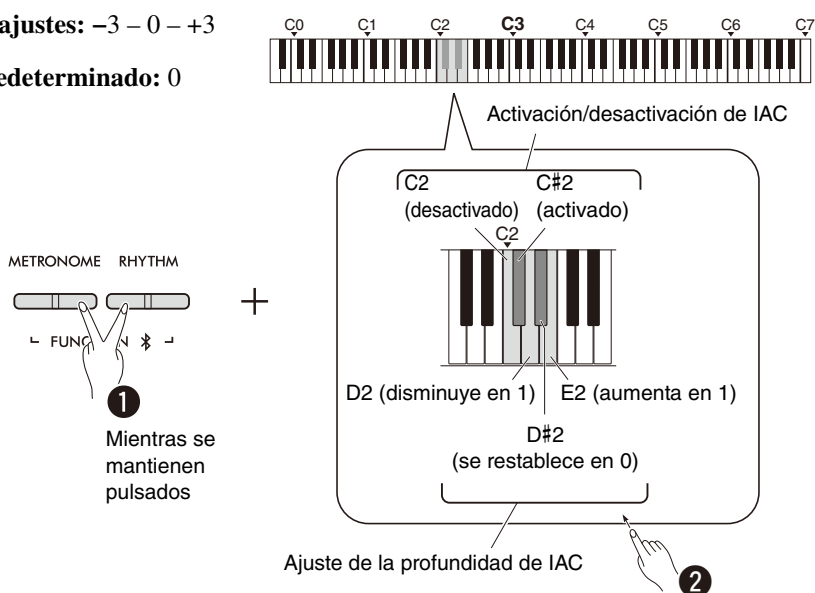 ajustes: –3 – 0 – +3
edeterminado: 0
C0 C1 C2 C3 C4 C5 C6 C7
Activación/desactivación de IAC
C2 C#2
(desactivado) (activado)
C2
METRONOME RHYTHM
+
1
Mientras se
mantienen
pulsados
D2 (disminuye en 1) E2 (aumenta en 1)
D#2
(se restablece en 0)
Ajuste de la profundidad de IAC
2